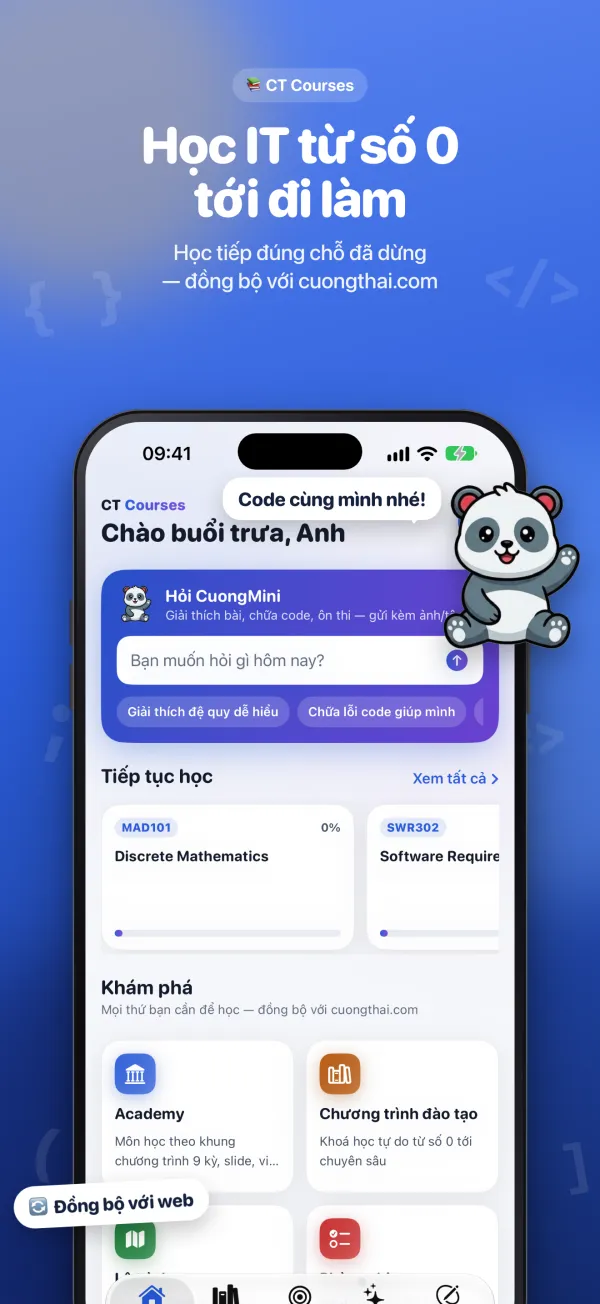 📚 CT Courses
Học IT từ số 0
tới đi làm
Học tiếp đúng chỗ đã dừng
— đồng bộ với cuongthai.com
09:41
Code cùng mình nhé!
CT Courses
Chào buổi trưa, Anh
Hỏi CuongMini
Giải thích bài, chữa code, ôn thi — gửi kèm ảnh/
Bạn muốn hỏi gì hôm nay?
Giải thích đệ quy dễ hiểu
Chữa lỗi code giúp mình
Tiếp tục học
Xem tất cả
MAD101
0%
SWR302
Discrete Mathematics
Software Require
Khám phá
Mọi thứ bạn cần để học — đồng bộ với cuongthai.com
Academy
Chương trình đào tạo
Môn học theo khung
chương trình 9 kỳ, slide, vi...
Khoá học tự do từ số 0 tới
chuyên sâu
Đồng bộ với web